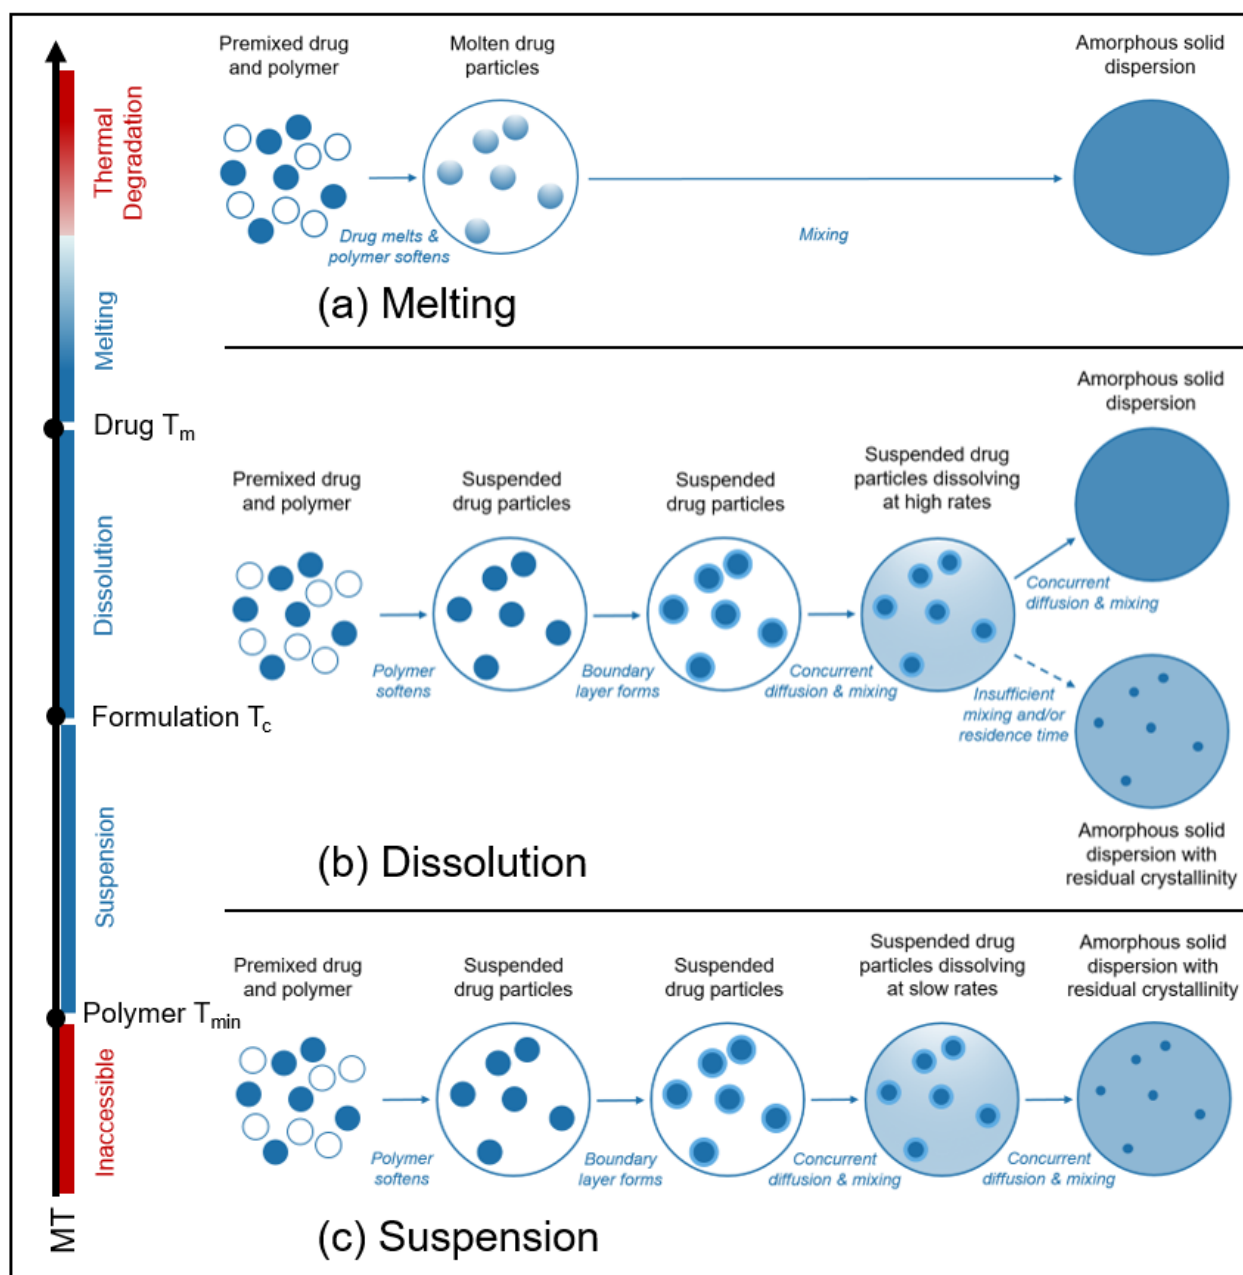 Thermal
Degradation
Melting
Drug Tm
Dissolution
Formulation Tc
Suspension
Polymer Tmin
Inaccessible
MT
Premixed drug
and polymer
Drug melts &
polymer softens
Molten drug
particles
Mixing
Amorphous solid
dispersion
(a) Melting
Premixed drug
and polymer
Polymer
softens
Suspended
drug particles
Boundary
layer forms
Suspended
drug particles
Concurrent
diffusion & mixing
Suspended drug
particles dissolving
at high rates
Concurrent
diffusion & mixing
Amorphous solid
dispersion
Insufficient
mixing and/or
residence time
Amorphous solid
dispersion with
residual crystallinity
(b) Dissolution
Premixed drug
and polymer
Polymer
softens
Suspended
drug particles
Boundary
layer forms
Suspended
drug particles
Concurrent
diffusion & mixing
Suspended drug
particles dissolving
at slow rates
Concurrent
diffusion & mixing
Amorphous solid
dispersion with
residual crystallinity
(c) Suspension